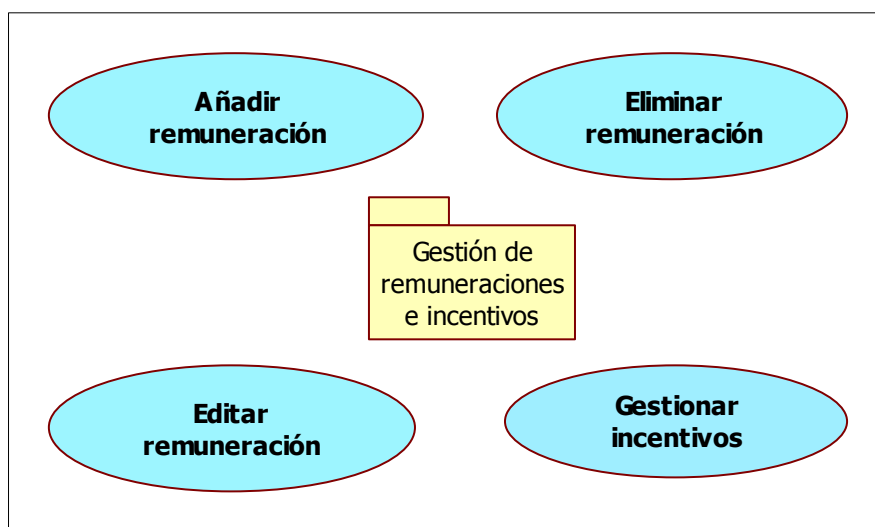 Añadir
remuneración
Eliminar
remuneración
Gestión de
remuneraciones
e incentivos
Editar
remuneración
Gestionar
incentivos